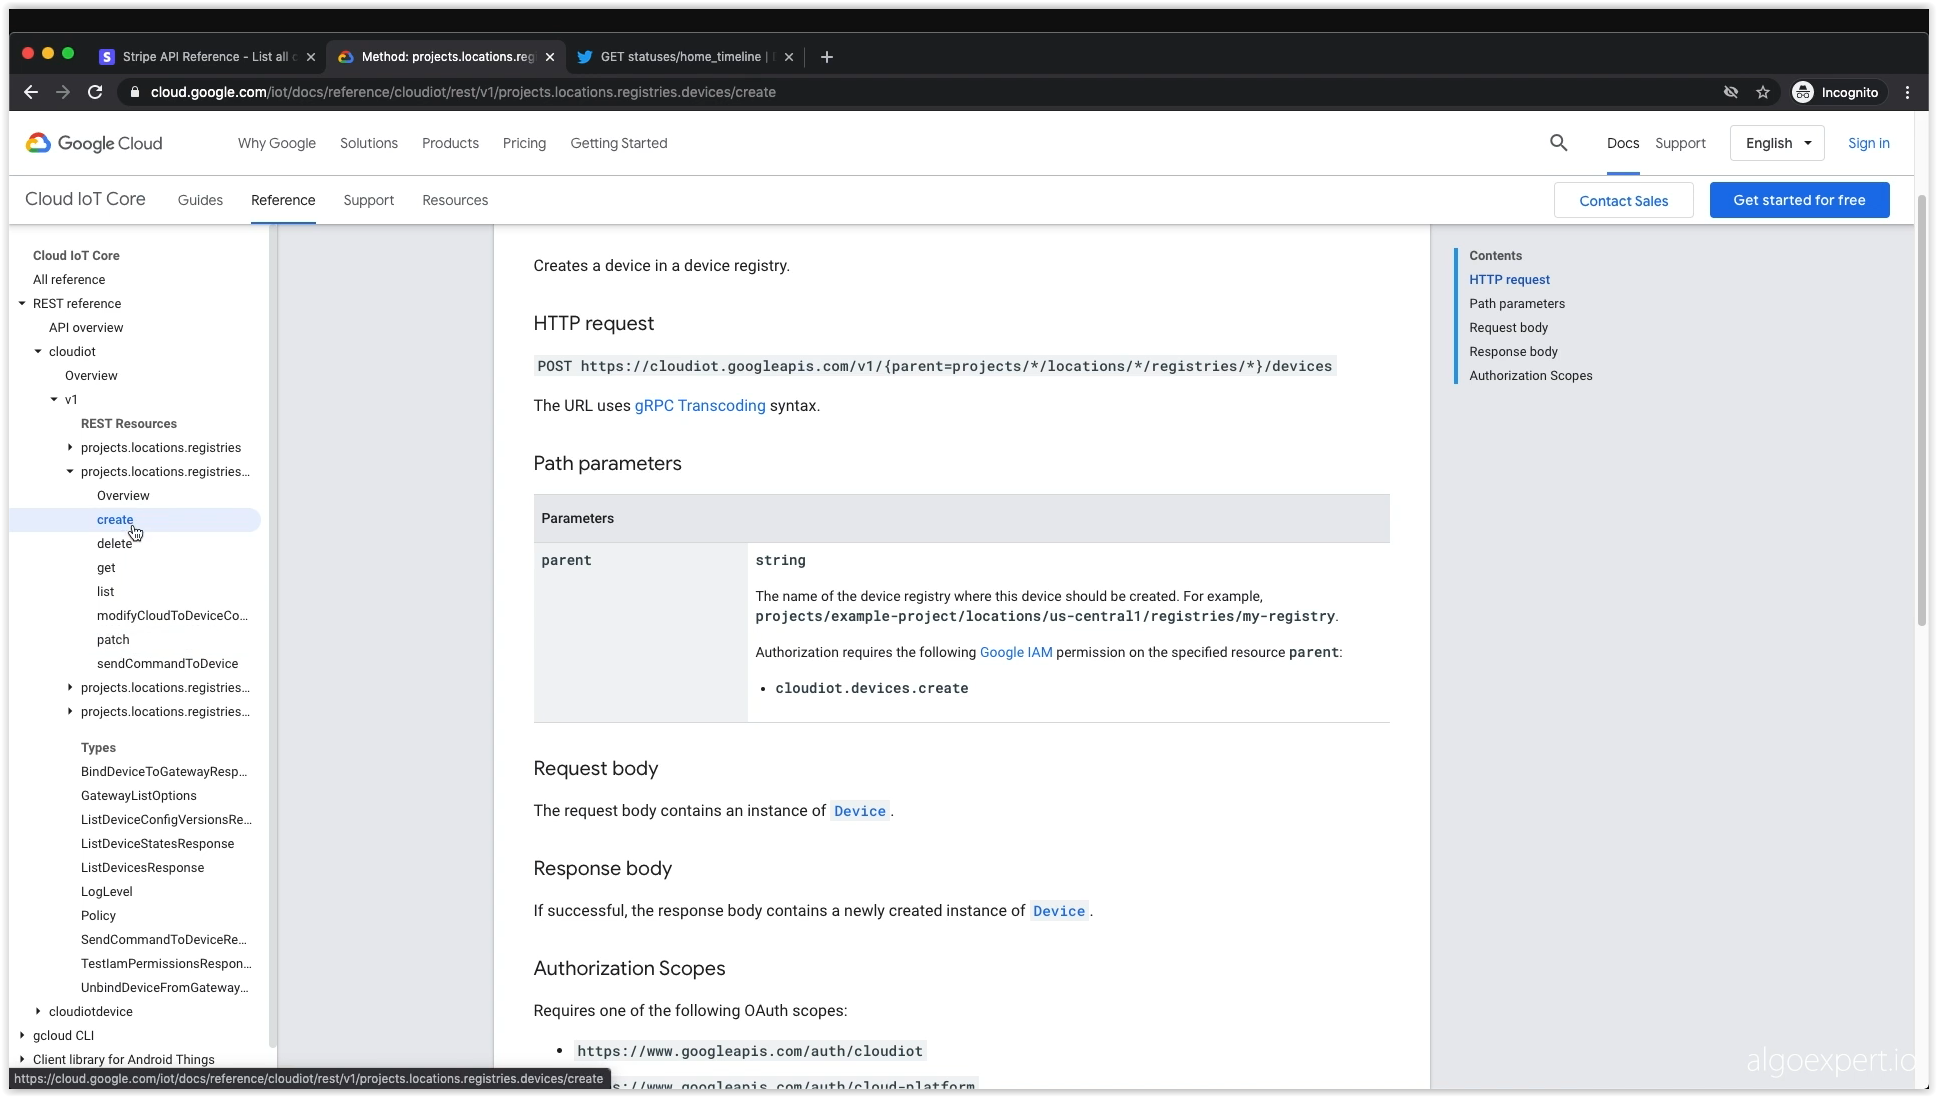 Stripe API Reference - List all
Method: projects.locations.reg
GET statuses/home_timeline |
cloud.google.com/iot/docs/reference/cloudiot/rest/v1/projects.locations.registries.devices/create
Incognito
Google Cloud
Why Google
Solutions
Products
Pricing
Getting Started
Docs
Support
English
Sign in
Cloud IoT Core
Guides
Reference
Support
Resources
Contact Sales
Get started for free
Cloud IoT Core
All reference
REST reference
API overview
cloudiot
Overview
v1
REST Resources
projects.locations.registries
projects.locations.registries...
Overview
create
delete
get
list
modifyCloudToDeviceCo...
patch
sendCommandToDevice
projects.locations.registries...
projects.locations.registries...
Types
BindDeviceToGatewayResp...
GatewayListOptions
ListDeviceConfigVersionsRe...
ListDeviceStatesResponse
ListDevicesResponse
LogLevel
Policy
SendCommandToDeviceRe...
TestIamPermissionsRespon...
UnbindDeviceFromGateway...
cloudiotdevice
gcloud CLI
Client library for Android Things
https://cloud.google.com/iot/docs/reference/cloudiot/rest/v1/projects.locations.registries.devices/create
Creates a device in a device registry.
HTTP request
POST https://cloudiot.googleapis.com/v1/{parent=projects/*/locations/*/registries/*}/devices
The URL uses gRPC Transcoding syntax.
Path parameters
Parameters
parent
string
The name of the device registry where this device should be created. For example,
projects/example-project/locations/us-central1/registries/my-registry.
Authorization requires the following Google IAM permission on the specified resource parent:
• cloudiot.devices.create
Request body
The request body contains an instance of Device.
Response body
If successful, the response body contains a newly created instance of Device.
Authorization Scopes
Requires one of the following OAuth scopes:
• https://www.googleapis.com/auth/cloudiot
s://www.googleapis.com/auth/cloud-platform
Contents
HTTP request
Path parameters
Request body
Response body
Authorization Scopes
algoexpert.io